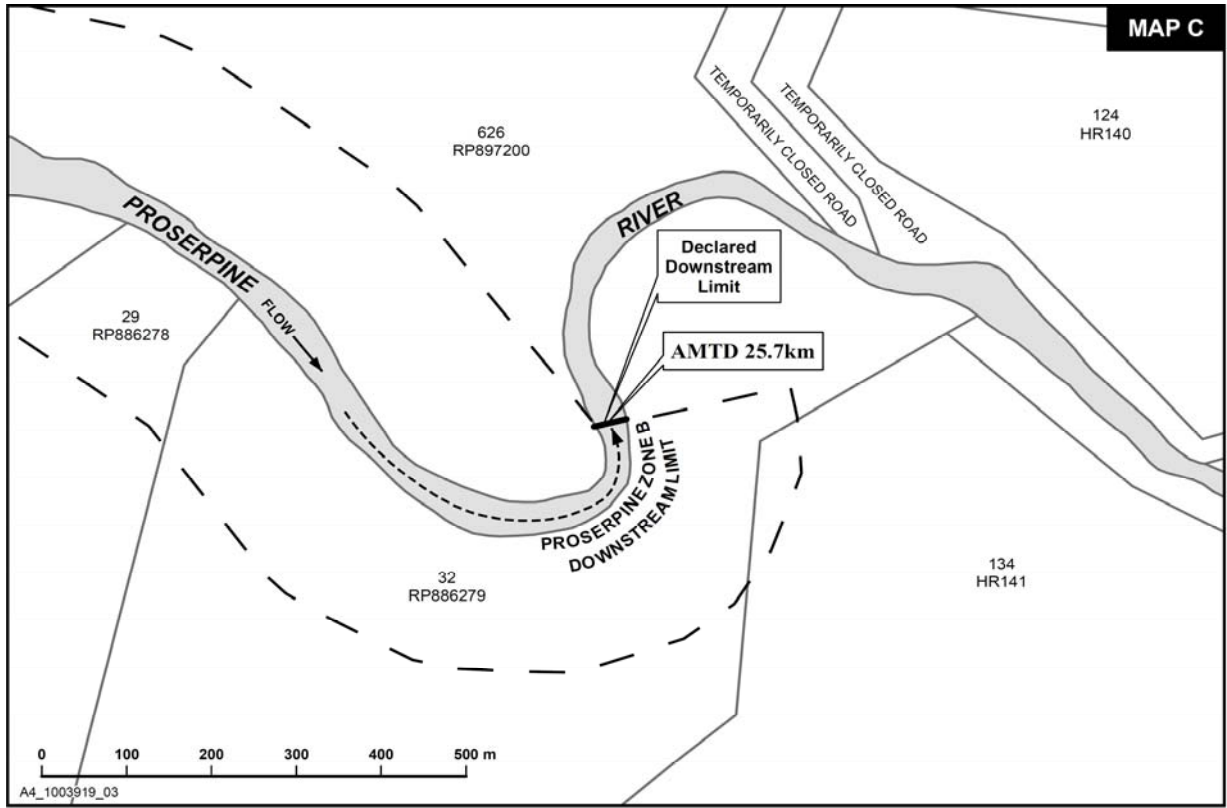 MAP C
TEMPORARILY CLOSED ROAD
TEMPORARILY CLOSED ROAD
124
HR140
626
RP897200
PROSERPINE
RIVER
Declared
Downstream
Limit
FLOW
29
RP886278
AMTD 25.7km
PROSERPINE ZONE B
DOWNSTREAM LIMIT
32
RP886279
134
HR141
0 100 200 300 400 500 m
A4_1003919_03